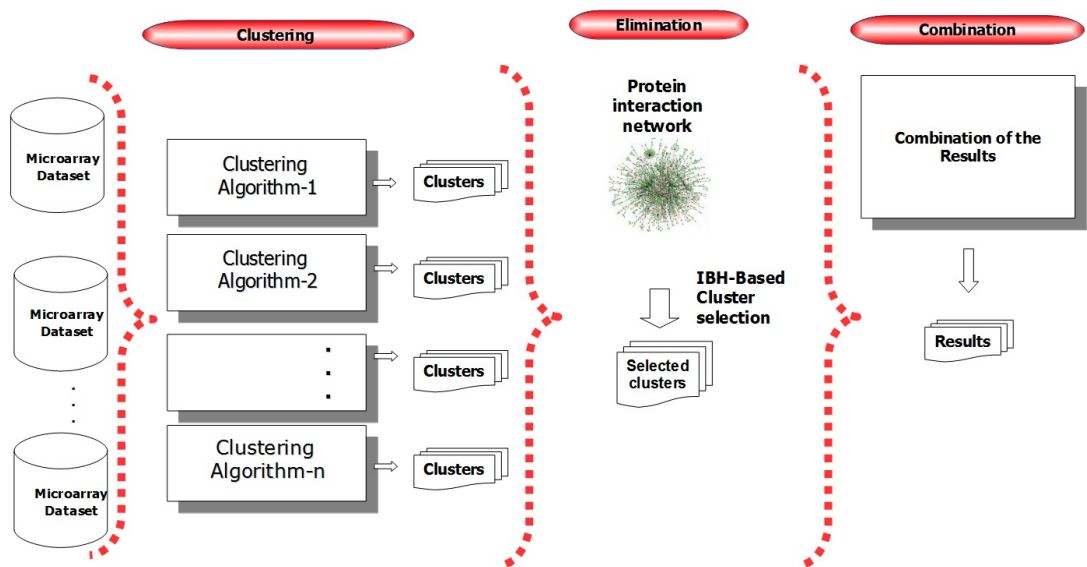 Clustering
Elimination
Combination
Microarray
Dataset
Microarray
Dataset
.
.
.
Microarray
Dataset
Clustering
Algorithm-1
Clusters
Clustering
Algorithm-2
Clusters
.
.
.
Clusters
Clustering
Algorithm-n
Clusters
Protein
interaction
network
IBH-Based
Cluster
selection
Selected
clusters
Combination of the
Results
Results